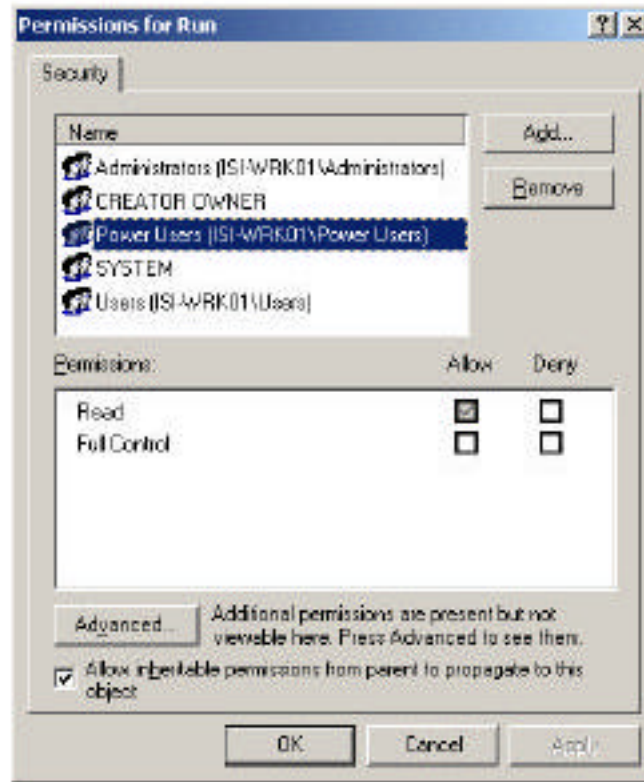 Permissions for Run
Security
Name
Administrators (ISI-WRK01\Administrators)
CREATOR OWNER
Power Users (ISI-WRK01\Power Users)
SYSTEM
Users (ISI-WRK01\Users)
Add...
Remove
Permissions:
Allow
Deny
Read
Full Control
Advanced...
Additional permissions are present but not
viewable here. Press Advanced to see them.
Allow inheritable permissions from parent to propagate to this
object
OK
Cancel
Apply